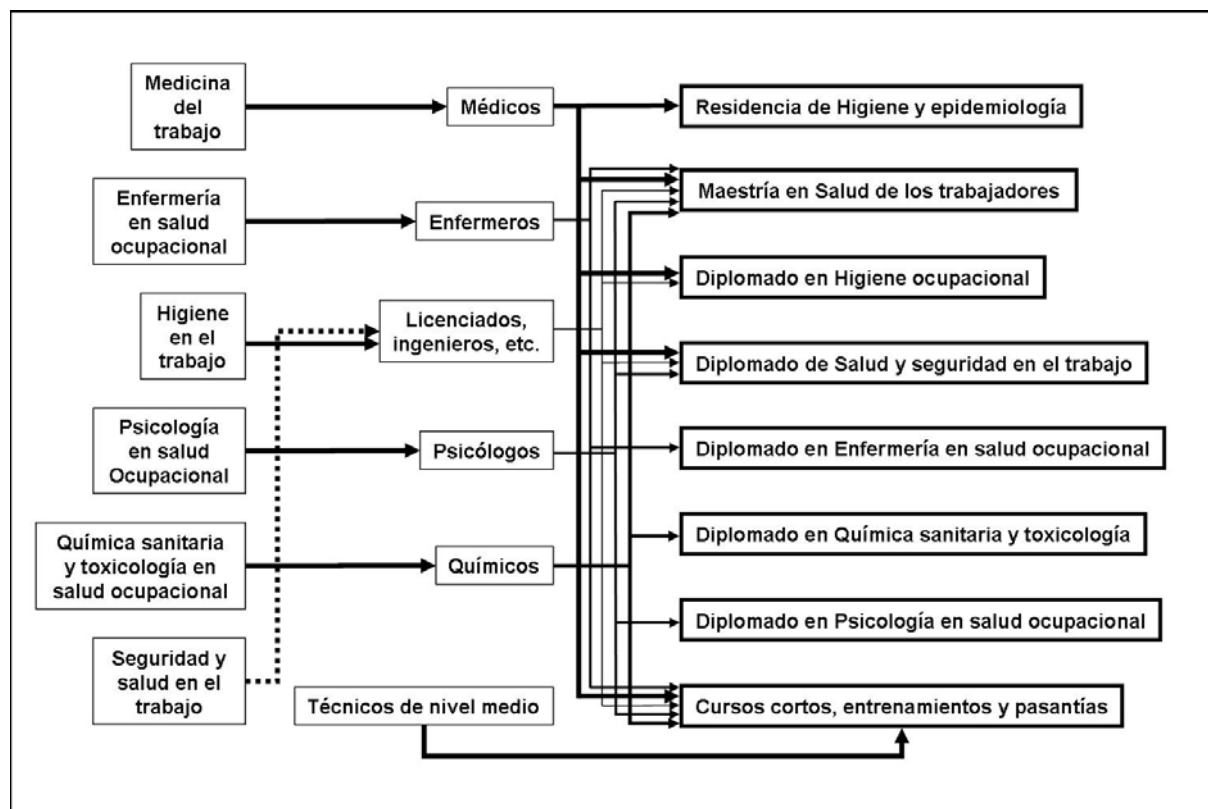 Medicina
del
trabajo
Médicos
Residencia de Higiene y epidemiología
Enfermería
en salud
ocupacional
Enfermeros
Maestría en Salud de los trabajadores
Higiene
en el
trabajo
Licenciados,
ingenieros, etc.
Diplomado en Higiene ocupacional
Diplomado de Salud y seguridad en el trabajo
Psicología
en salud
Ocupacional
Psicólogos
Diplomado en Enfermería en salud ocupacional
Química sanitaria
y toxicología en
salud ocupacional
Químicos
Diplomado en Química sanitaria y toxicología
Diplomado en Psicología en salud ocupacional
Seguridad y
salud en el
trabajo
Técnicos de nivel medio
Cursos cortos, entrenamientos y pasantías